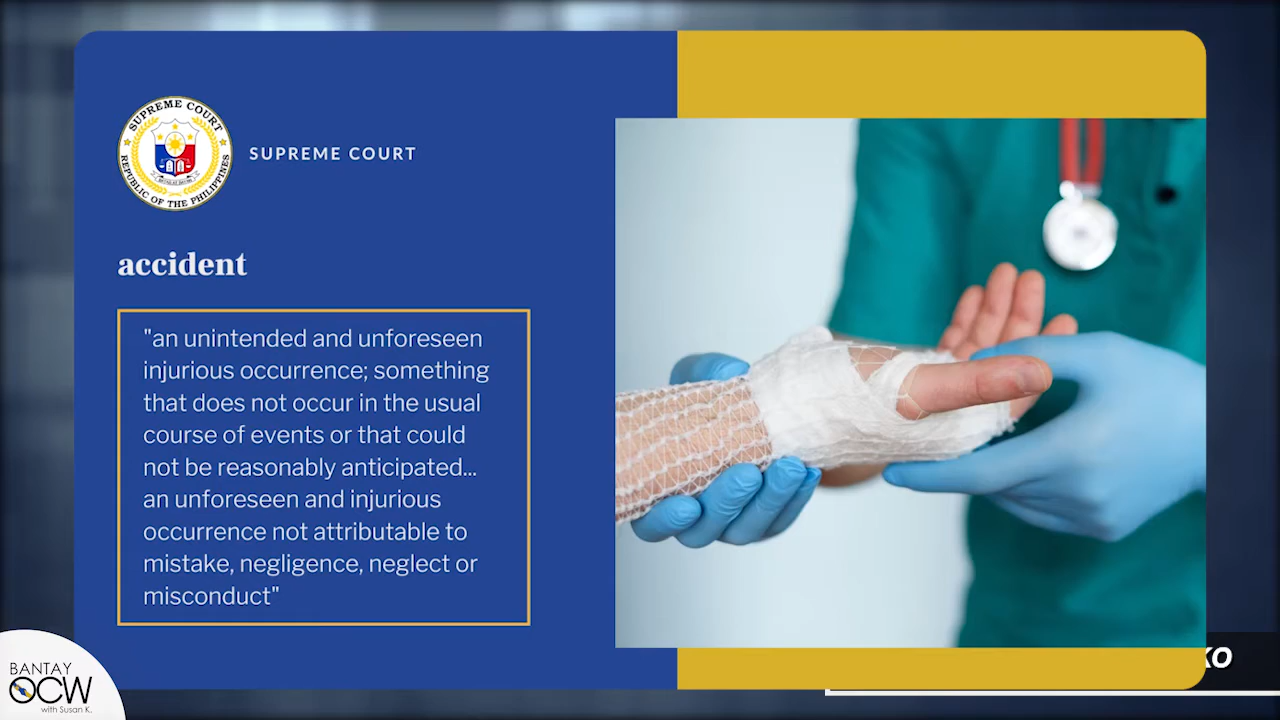 SUPREME COURT
REPUBLIC OF THE PHILIPPINES
SUPREME COURT
accident
"an unintended and unforeseen
injurious occurrence; something
that does not occur in the usual
course of events or that could
not be reasonably anticipated...
an unforeseen and injurious
occurrence not attributable to
mistake, negligence, neglect or
misconduct"
KO
BANTAY
OCW
with Susan K.